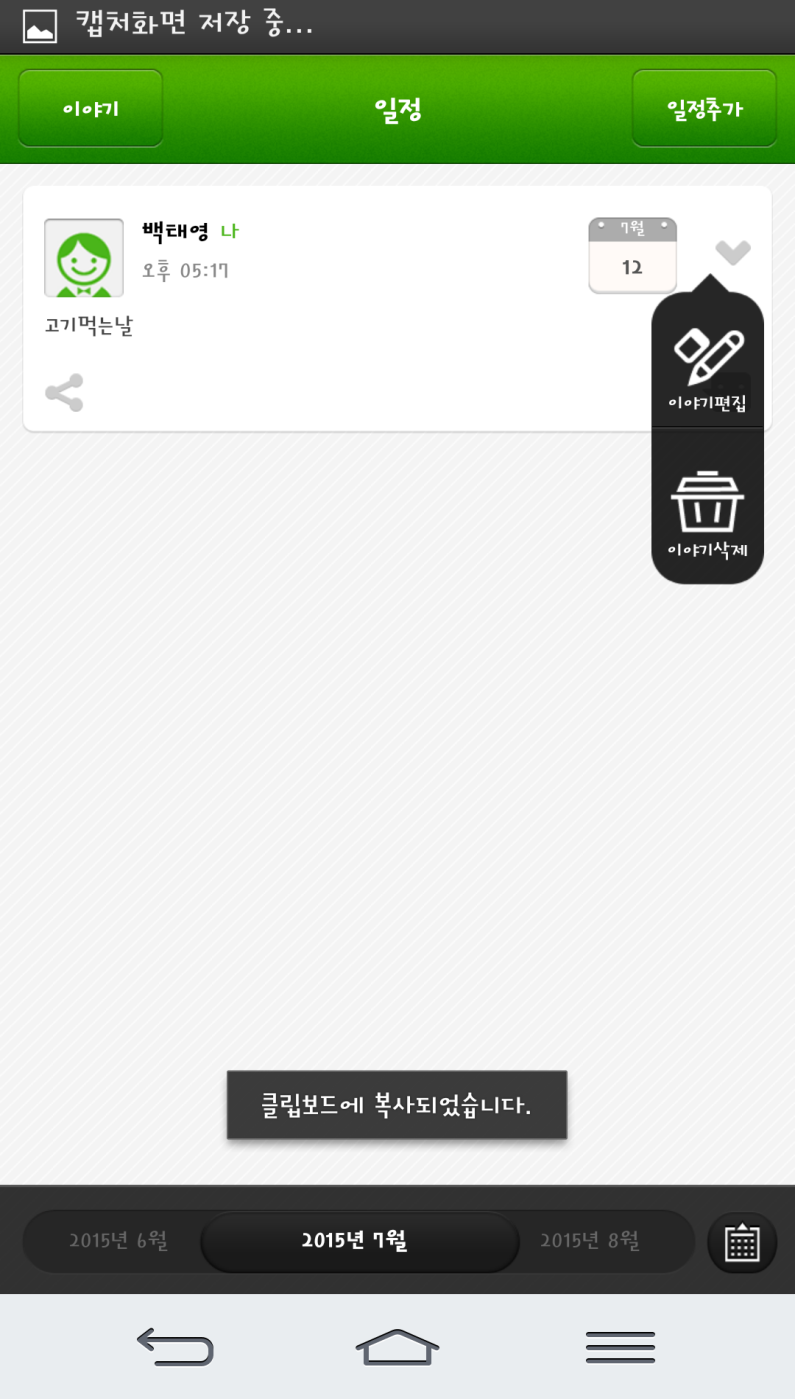 캡처화면 저장 중...
이야기
일정
일정추가
백태영 나
오후 05:17
7월
12
고기먹는날
이야기편집
이야기삭제
클립보드에 복사되었습니다.
2015년 6월
2015년 7월
2015년 8월